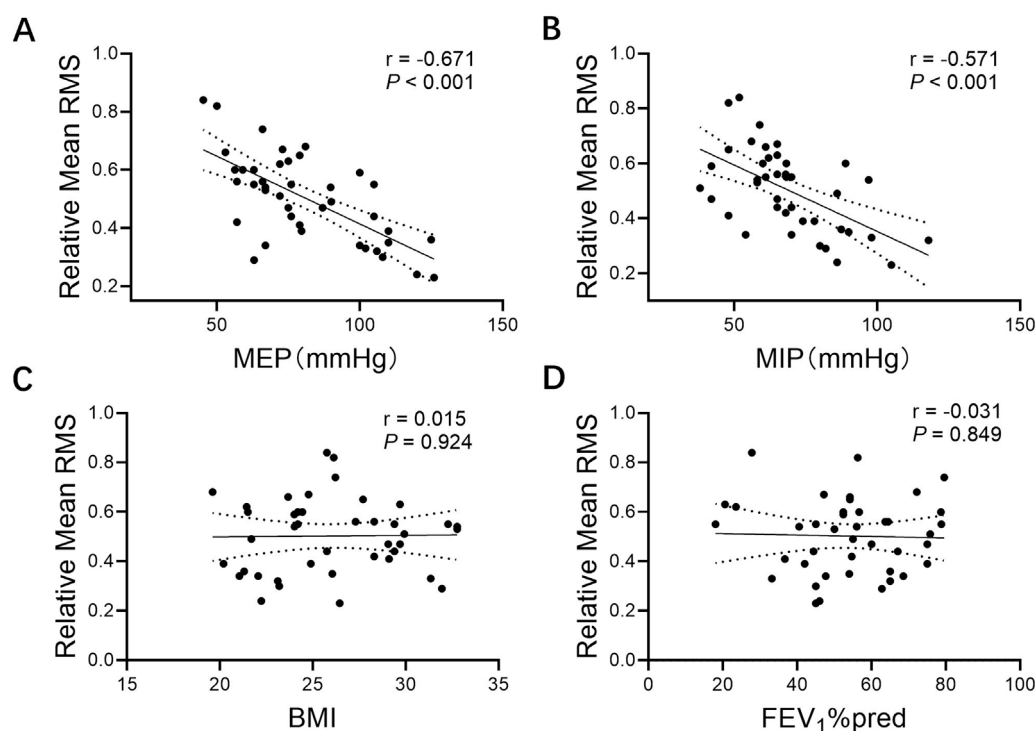 A
r = -0.671
P < 0.001
Relative Mean RMS
1.0
0.8
0.6
0.4
0.2
50
100
150
MEP（mmHg）
B
r = -0.571
P < 0.001
Relative Mean RMS
1.0
0.8
0.6
0.4
0.2
50
100
150
MIP（mmHg）
C
r = 0.015
P = 0.924
Relative Mean RMS
1.0
0.8
0.6
0.4
0.2
0.0
15
20
25
30
35
BMI
D
r = -0.031
P = 0.849
Relative Mean RMS
1.0
0.8
0.6
0.4
0.2
0.0
0
20
40
60
80
100
FEV₁%pred